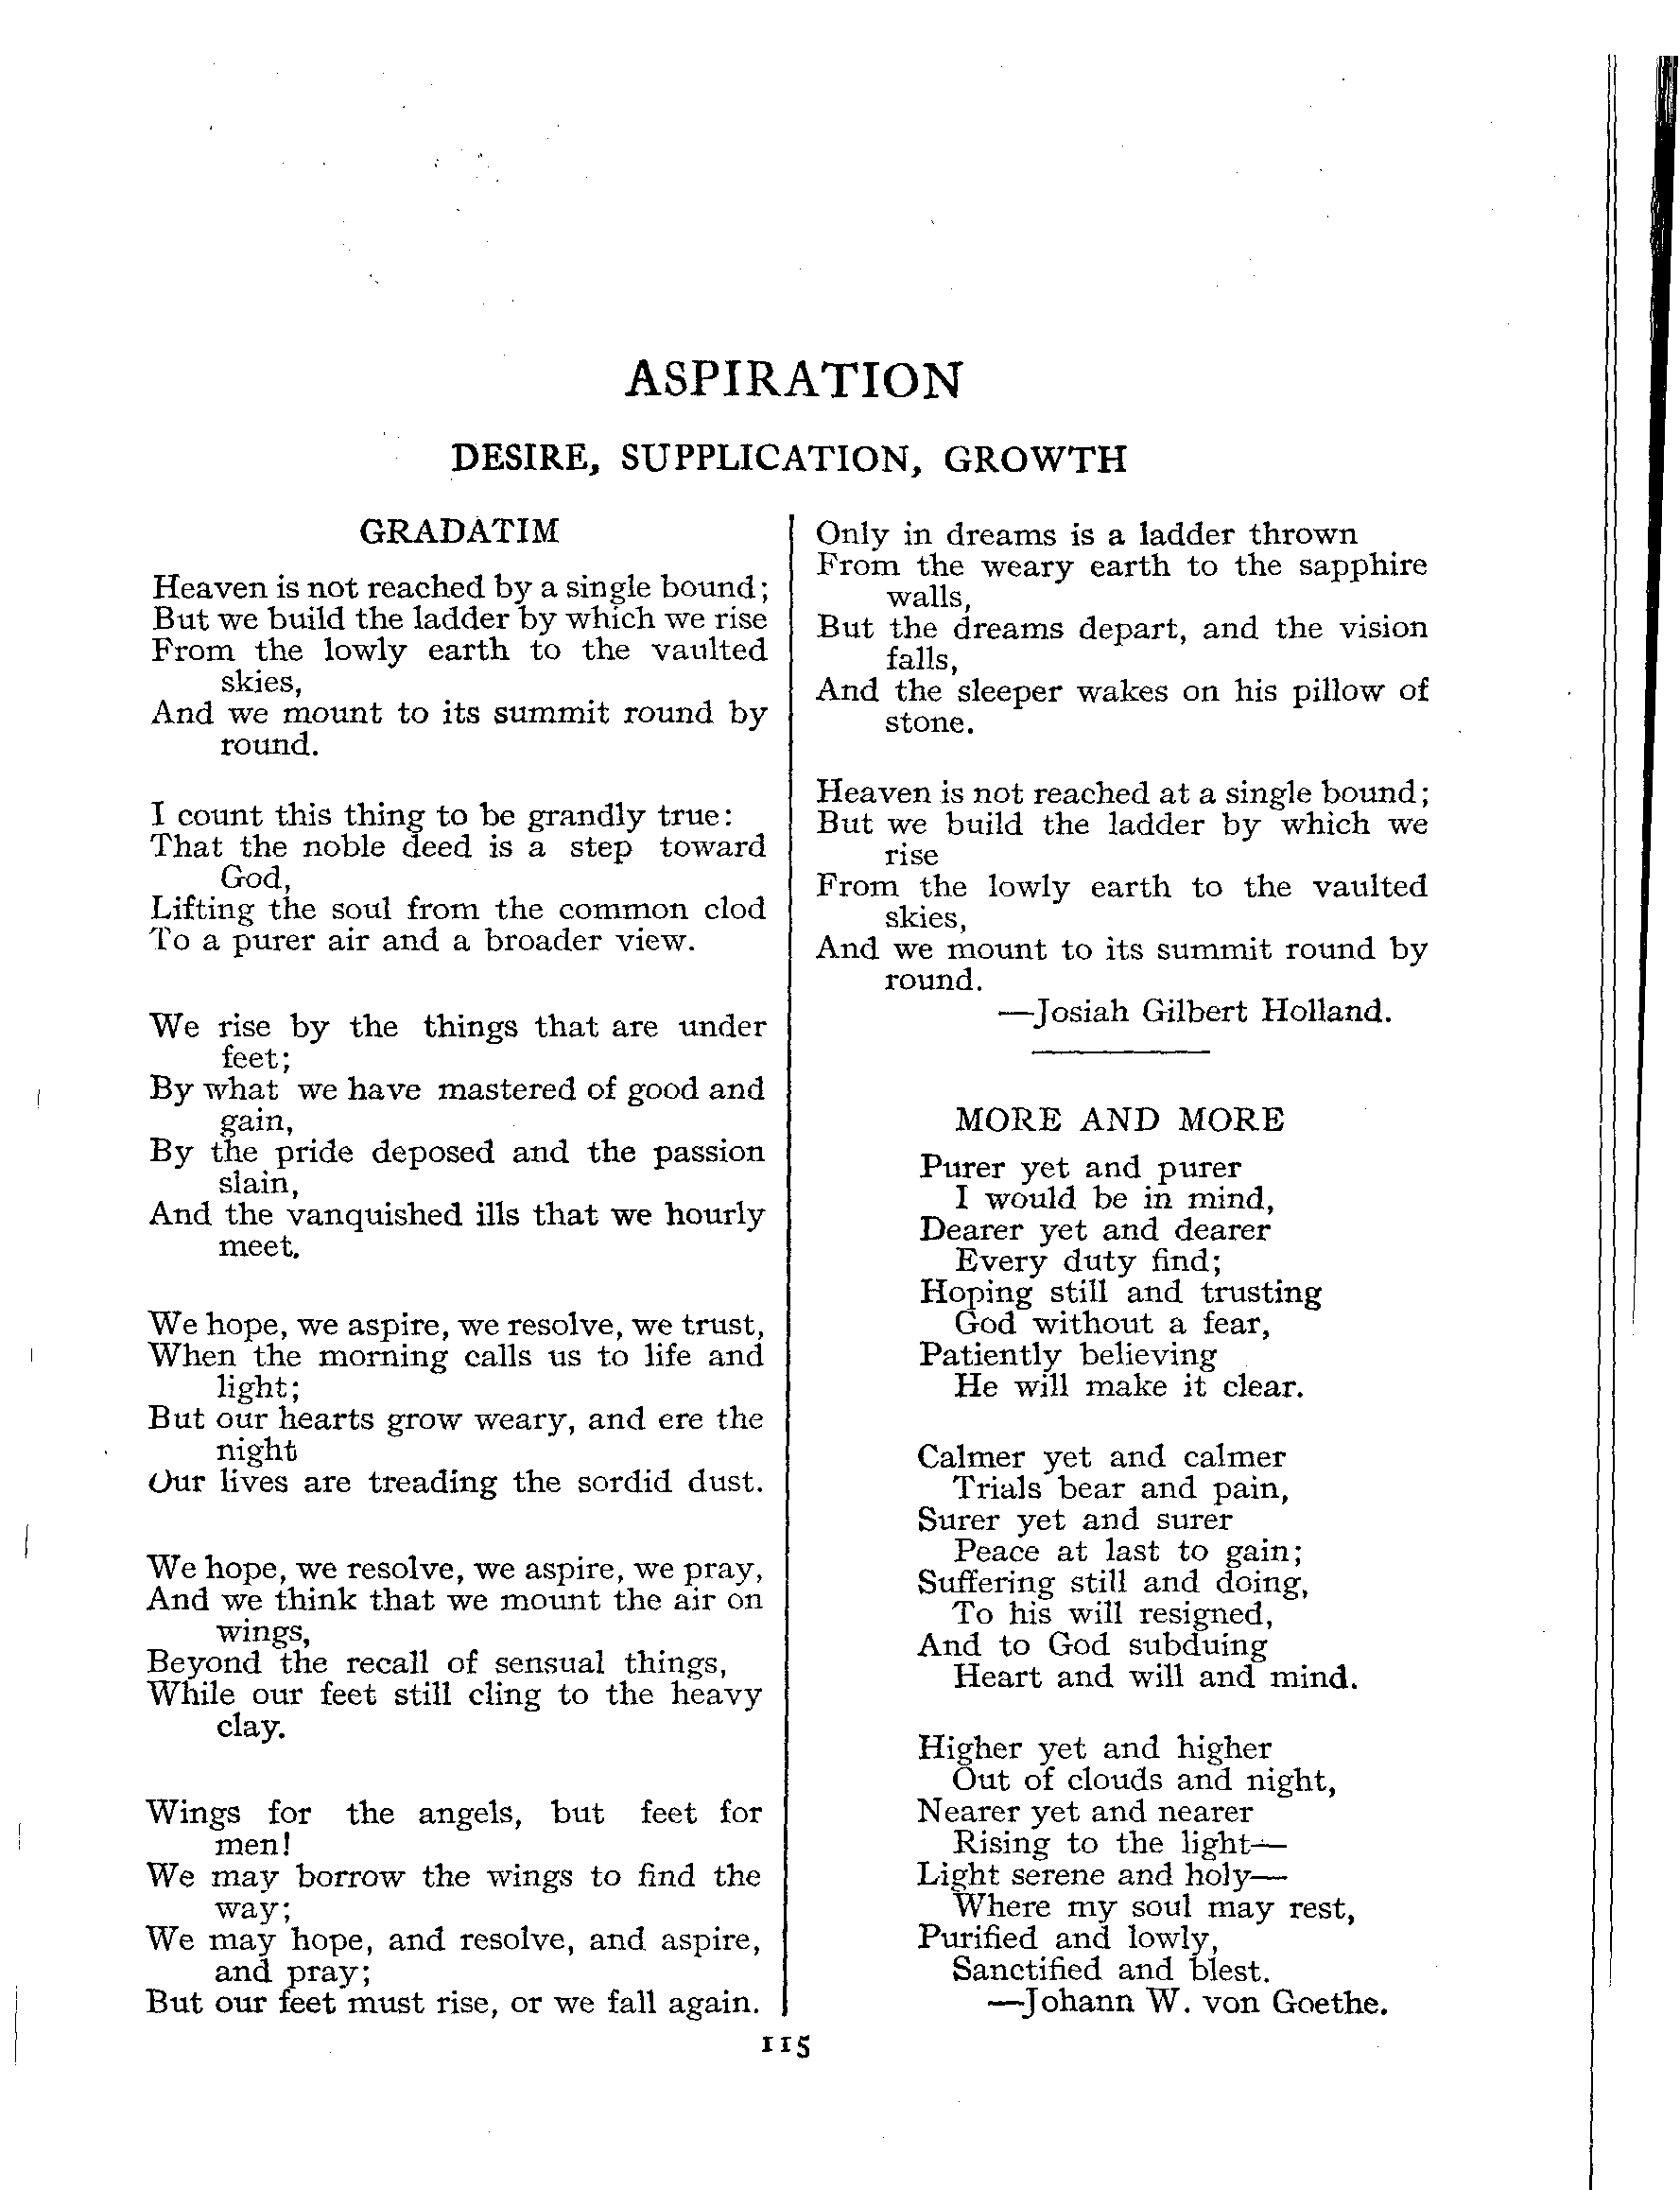 ASPIRATION
DESIRE, SUPPLICATION, GROWTH
GRADATIM
Heaven is not reached by a single bound;
But we build the ladder by which we rise
From the lowly earth to the vaulted
skies,
And we mount to its summit round by
round.
I count this thing to be grandly true:
That the noble deed is a step toward
God,
Lifting the soul from the common clod
To a purer air and a broader view.
We rise by the things that are under
feet;
By what we have mastered of good and
gain,
By the pride deposed and the passion
slain,
And the vanquished ills that we hourly
meet.
We hope, we aspire, we resolve, we trust,
When the morning calls us to life and
light;
But our hearts grow weary, and ere the
night
Our lives are treading the sordid dust.
We hope, we resolve, we aspire, we pray,
And we think that we mount the air on
wings,
Beyond the recall of sensual things,
While our feet still cling to the heavy
clay.
Wings for the angels, but feet for
men!
We may borrow the wings to find the
way;
We may hope, and resolve, and aspire,
and pray;
But our feet must rise, or we fall again.
Only in dreams is a ladder thrown
From the weary earth to the sapphire
walls,
But the dreams depart, and the vision
falls,
And the sleeper wakes on his pillow of
stone.
Heaven is not reached at a single bound;
But we build the ladder by which we
rise
From the lowly earth to the vaulted
skies,
And we mount to its summit round by
round.
—Josiah Gilbert Holland.
MORE AND MORE
Purer yet and purer
I would be in mind,
Dearer yet and dearer
Every duty find;
Hoping still and trusting
God without a fear,
Patiently believing
He will make it clear.
Calmer yet and calmer
Trials bear and pain,
Surer yet and surer
Peace at last to gain;
Suffering still and doing,
To his will resigned,
And to God subduing
Heart and will and mind.
Higher yet and higher
Out of clouds and night,
Nearer yet and nearer
Rising to the light—
Light serene and holy—
Where my soul may rest,
Purified and lowly,
Sanctified and blest.
—Johann W. von Goethe.
115